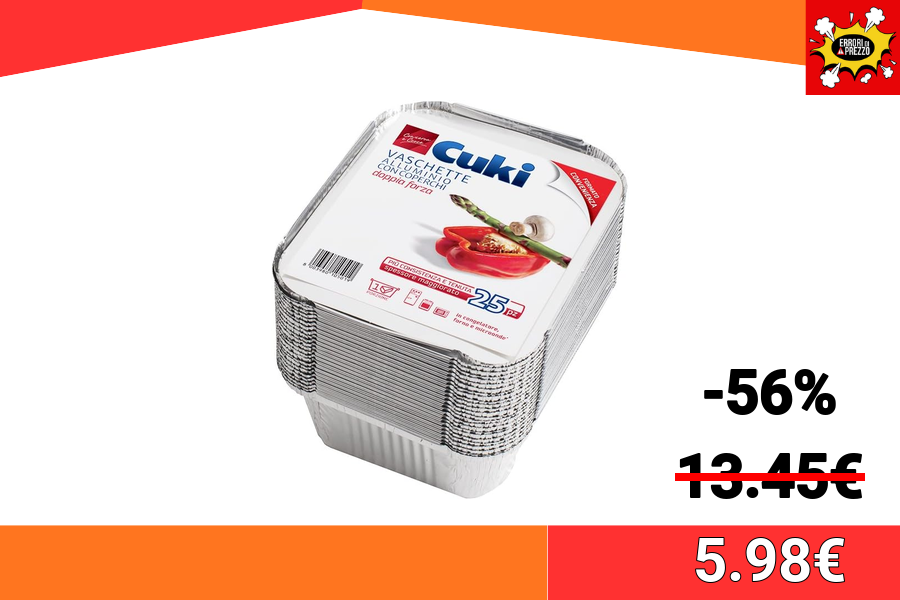 ERRORI DI
PREZZO
Cuki
VASCHETTE
ALLUMINIO
CON COPERCHI
doppia forza
FORMATO
CONVENIENZA
PIÙ CONSISTENZA E TENUTA
spessore maggiorato
25 pz
in congelatore,
forno e microonde*
-56%
13.45€
5.98€